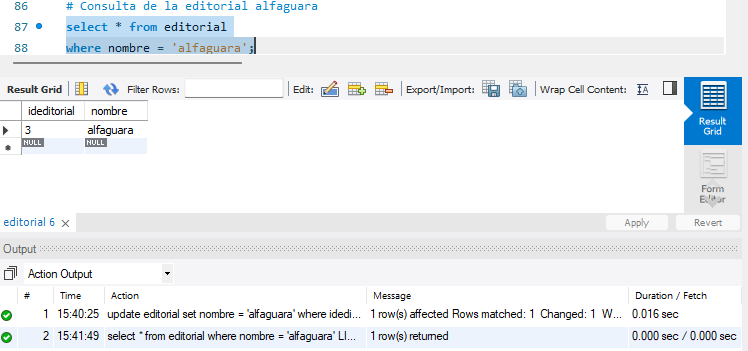 86 # Consulta de la editorial alfaguara
87 select * from editorial
88 where nombre = 'alfaguara';
Result Grid Filter Rows: Edit: Export/Import: Wrap Cell Content:
ideditorial nombre
3 alfaguara
NULL NULL
Result Grid
Form Editor
editorial 6 Apply Revert
Output
Action Output
# Time Action Message Duration / Fetch
1 15:40:25 update editorial set nombre = 'alfaguara' where idedi... 1 row(s) affected Rows matched: 1 Changed: 1 W... 0.016 sec
2 15:41:49 select * from editorial where nombre = 'alfaguara' LI... 1 row(s) returned 0.000 sec / 0.000 sec